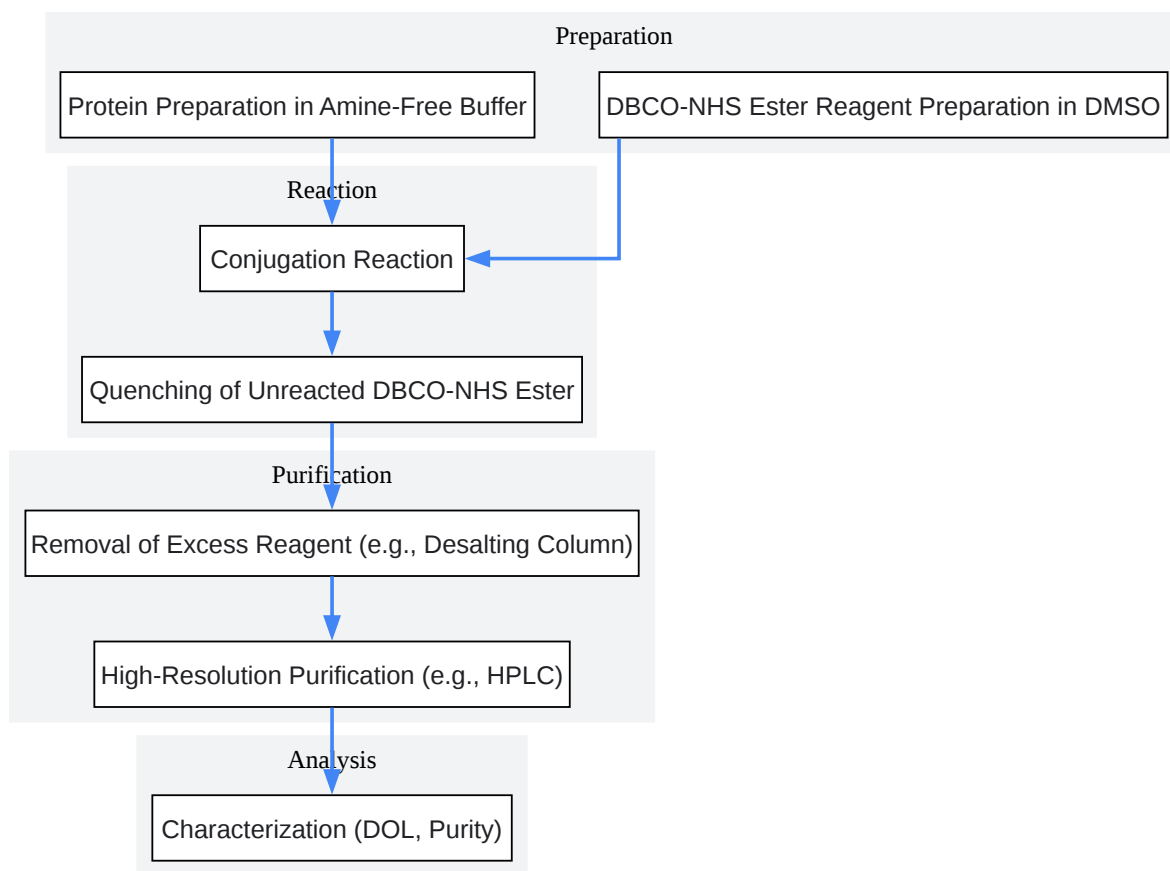 Preparation
Protein Preparation in Amine-Free Buffer
DBCO-NHS Ester Reagent Preparation in DMSO
Reaction
Conjugation Reaction
Quenching of Unreacted DBCO-NHS Ester
Purification
Removal of Excess Reagent (e.g., Desalting Column)
High-Resolution Purification (e.g., HPLC)
Analysis
Characterization (DOL, Purity)